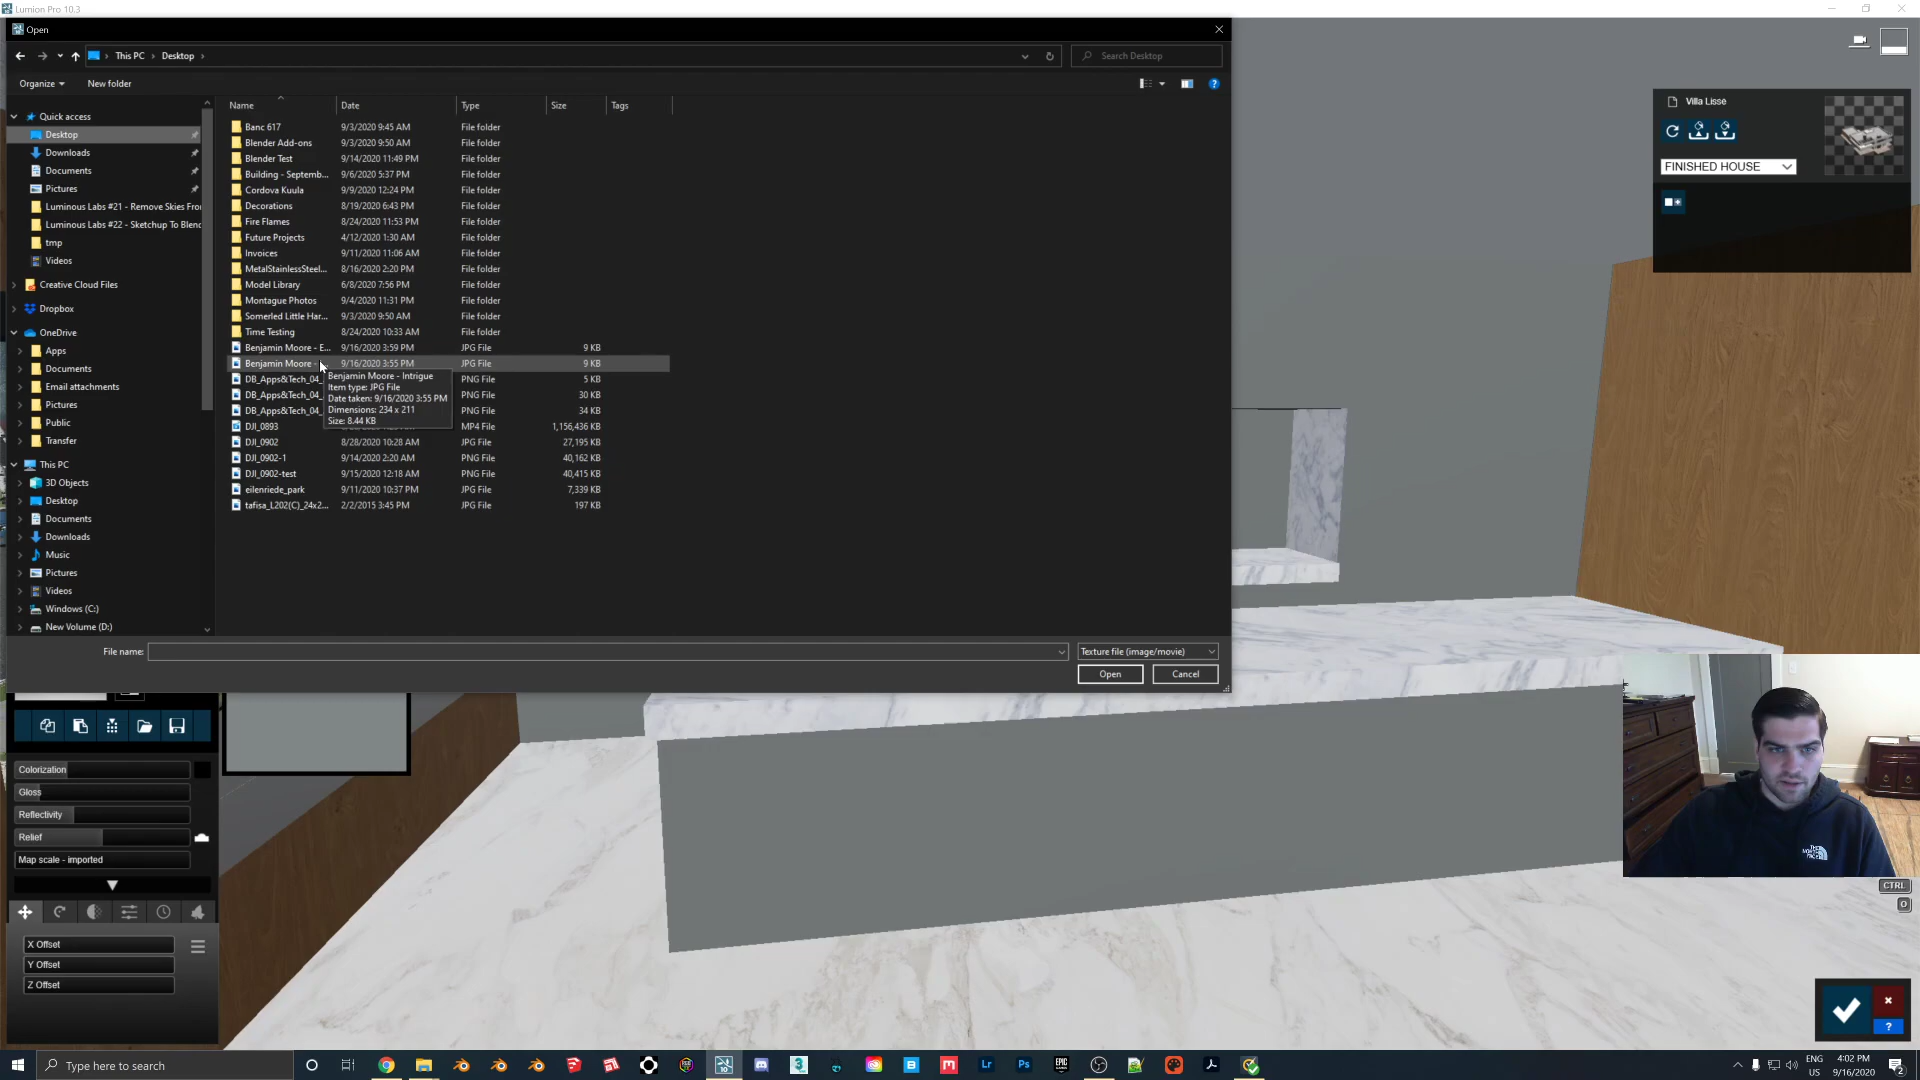 Lumion Pro 10.3
Open
This PC
Desktop
Search Desktop
Organize
New folder
Name Date Type Size Tags
Quick access
Desktop
Downloads
Documents
Pictures
Luminous Labs #21 - Remove Skies Fro
Luminous Labs #22 - Sketchup To Blenc
tmp
Videos
Creative Cloud Files
Dropbox
OneDrive
Apps
Documents
Email attachments
Pictures
Public
Transfer
This PC
3D Objects
Desktop
Documents
Downloads
Music
Pictures
Videos
Windows (C:)
New Volume (D:)
Banc 617 9/3/2020 9:45 AM File folder
Blender Add-ons 9/3/2020 9:50 AM File folder
Blender Test 9/14/2020 11:49 PM File folder
Building - Septemb... 9/6/2020 5:37 PM File folder
Cordova Kuula 9/9/2020 12:24 PM File folder
Decorations 8/19/2020 6:43 PM File folder
Fire Flames 8/24/2020 11:53 PM File folder
Future Projects 4/12/2020 1:30 AM File folder
Invoices 9/11/2020 11:06 AM File folder
MetalStainlessSteel... 8/16/2020 2:20 PM File folder
Model Library 6/8/2020 7:56 PM File folder
Montague Photos 9/4/2020 11:31 PM File folder
Somerled Little Har... 9/3/2020 9:50 AM File folder
Time Testing 8/24/2020 10:33 AM File folder
Benjamin Moore - E... 9/16/2020 3:59 PM JPG File 9 KB
Benjamin Moore - 9/16/2020 3:55 PM JPG File 9 KB
DB_Apps&Tech_04_ PNG File 5 KB
DB_Apps&Tech_04_ PNG File 30 KB
DB_Apps&Tech_04_ PNG File 34 KB
DJI_0893 MP4 File 1,156,436 KB
DJI_0902 8/28/2020 10:28 AM JPG File 27,195 KB
DJI_0902-1 9/14/2020 2:20 AM PNG File 40,162 KB
DJI_0902-test 9/15/2020 12:18 AM PNG File 40,415 KB
eilenriede_park 9/11/2020 10:37 PM JPG File 7,339 KB
tafisa_L202(C)_24x2... 2/2/2015 3:45 PM JPG File 197 KB
Benjamin Moore - Intrigue
Item type: JPG File
Date taken: 9/16/2020 3:55 PM
Dimensions: 234 x 211
Size: 8.44 KB
File name:
Texture file (image/movie)
Open
Cancel
Villa Lisse
FINISHED HOUSE
Colorization
Gloss
Reflectivity
Relief
Map scale - imported
X Offset
Y Offset
Z Offset
THE NORTH FACE
CTRL
O
?
Type here to search
ENG
US
4:02 PM
9/16/2020
2